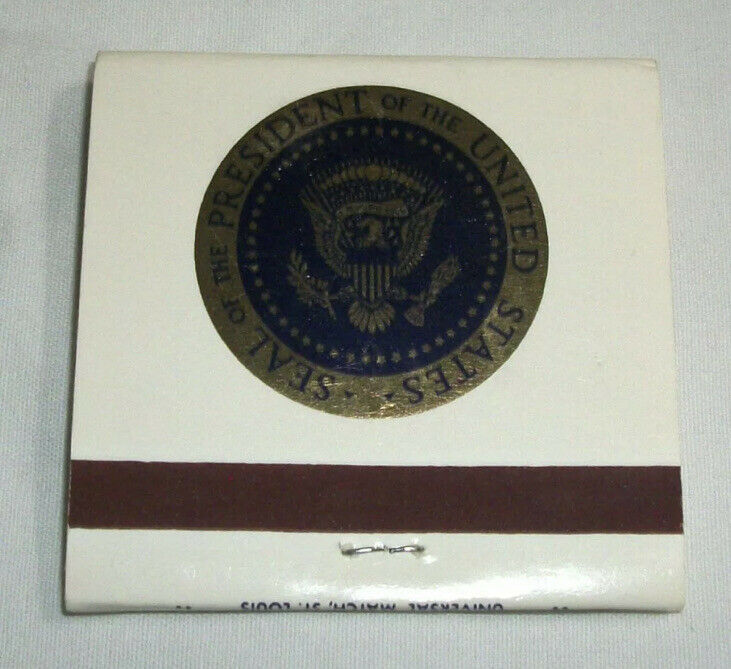 SEAL OF THE PRESIDENT OF THE UNITED STATES
UNIVERSAL MATCH, ST. LOUIS